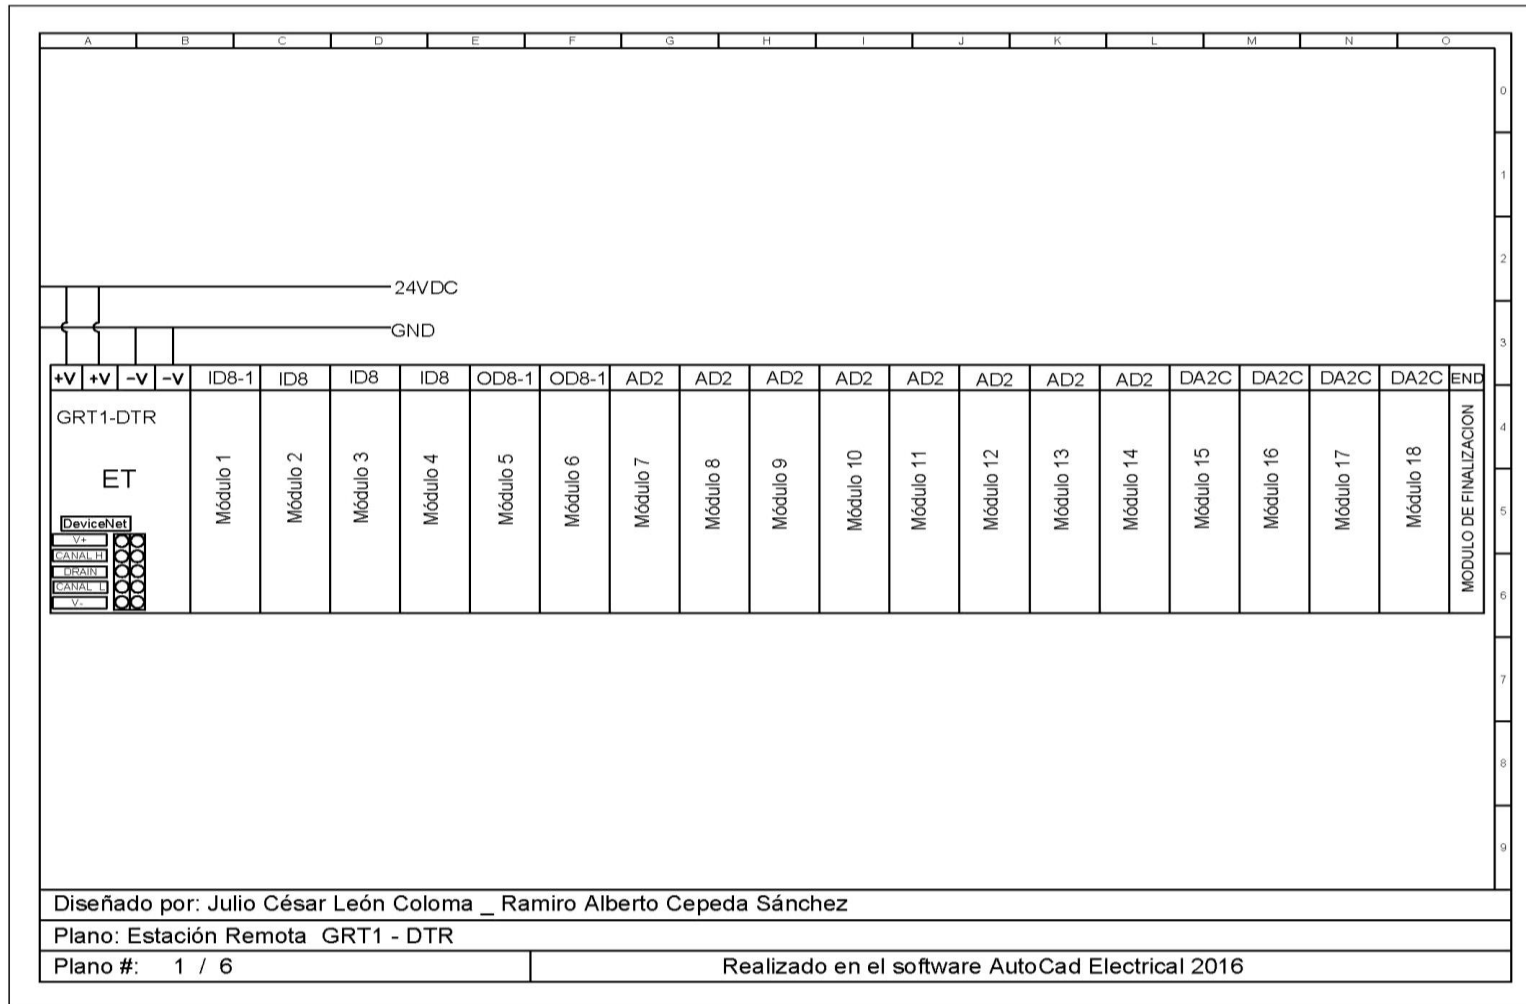 A B C D E F G H I J K L M N O
0
1
2
24VDC
GND
3
+V +V -V -V ID8-1 ID8 ID8 ID8 OD8-1 OD8-1 AD2 AD2 AD2 AD2 AD2 AD2 AD2 AD2 DA2C DA2C DA2C DA2C END
GRT1-DTR
4
ET
Módulo 1
Módulo 2
Módulo 3
Módulo 4
Módulo 5
Módulo 6
Módulo 7
Módulo 8
Módulo 9
Módulo 10
Módulo 11
Módulo 12
Módulo 13
Módulo 14
Módulo 15
Módulo 16
Módulo 17
Módulo 18
MODULO DE FINALIZACION
5
DeviceNet
V+
CANAL H
DRAIN
CANAL L
V-
6
7
8
9
Diseñado por: Julio César León Coloma _ Ramiro Alberto Cepeda Sánchez
Plano: Estación Remota GRT1 - DTR
Plano #: 1 / 6
Realizado en el software AutoCad Electrical 2016